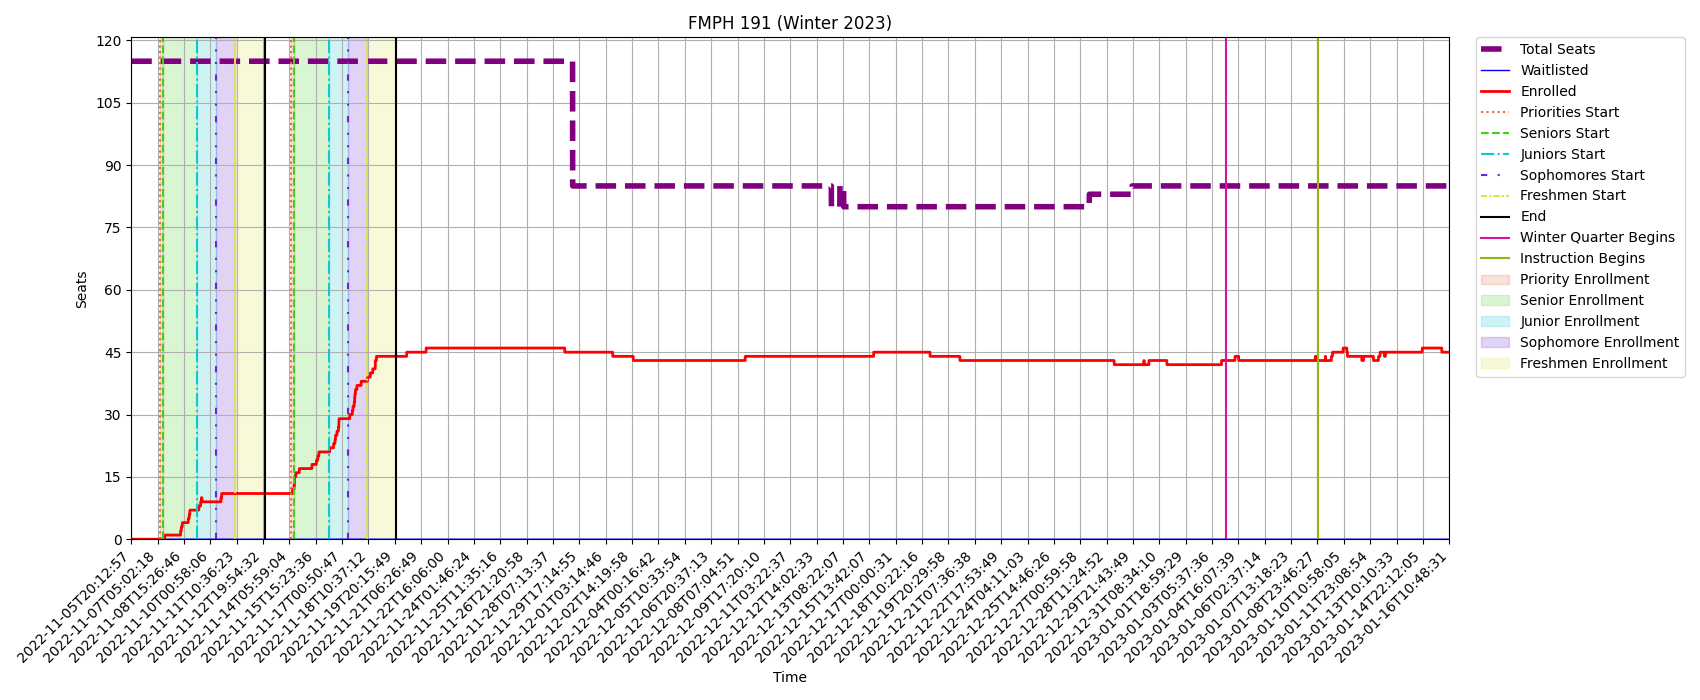 FMPH 191 (Winter 2023)
120
105
90
75
60
45
30
15
0
Seats
2022-11-05T20:12:57
2022-11-07T05:02:18
2022-11-08T15:26:46
2022-11-10T00:58:06
2022-11-11T10:36:23
2022-11-12T19:54:32
2022-11-14T05:59:04
2022-11-15T15:23:36
2022-11-17T00:50:47
2022-11-18T10:37:12
2022-11-19T20:15:49
2022-11-21T06:26:49
2022-11-22T16:06:00
2022-11-24T01:46:24
2022-11-25T11:35:16
2022-11-26T21:20:58
2022-11-28T07:13:37
2022-11-29T17:14:55
2022-12-01T03:14:46
2022-12-02T14:19:58
2022-12-04T00:16:42
2022-12-05T10:33:54
2022-12-06T20:37:13
2022-12-08T07:04:51
2022-12-09T17:20:10
2022-12-11T03:22:37
2022-12-12T14:02:33
2022-12-13T08:22:07
2022-12-15T13:42:07
2022-12-17T00:00:31
2022-12-18T10:22:16
2022-12-19T20:29:58
2022-12-21T07:36:38
2022-12-22T17:53:49
2022-12-24T04:11:03
2022-12-25T14:46:26
2022-12-27T00:59:58
2022-12-28T11:24:52
2022-12-29T21:43:49
2022-12-31T08:34:10
2023-01-01T18:59:29
2023-01-03T05:37:36
2023-01-04T16:07:39
2023-01-06T02:37:14
2023-01-07T13:18:23
2023-01-08T23:46:27
2023-01-10T10:58:05
2023-01-11T23:08:54
2023-01-13T10:10:33
2023-01-14T22:12:05
2023-01-16T10:48:31
Time
Total Seats
Waitlisted
Enrolled
Priorities Start
Seniors Start
Juniors Start
Sophomores Start
Freshmen Start
End
Winter Quarter Begins
Instruction Begins
Priority Enrollment
Senior Enrollment
Junior Enrollment
Sophomore Enrollment
Freshmen Enrollment